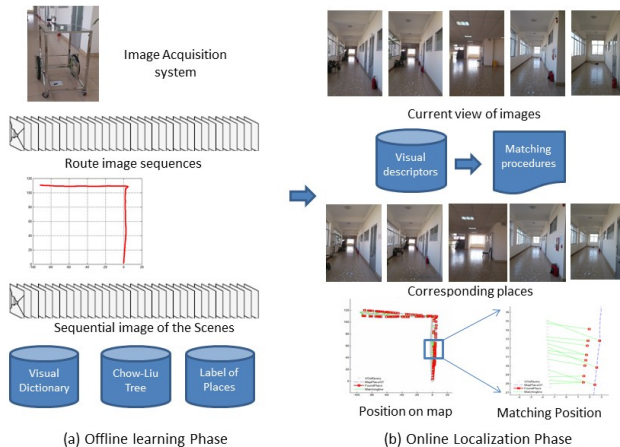 Image Acquisition
system
Route image sequences
Sequential image of the Scenes
Visual
Dictionary
Chow-Liu
Tree
Label of
Places
(a) Offline learning Phase
Current view of images
Visual
descriptors
Matching
procedures
Corresponding places
Position on map
Matching Position
(b) Online Localization Phase